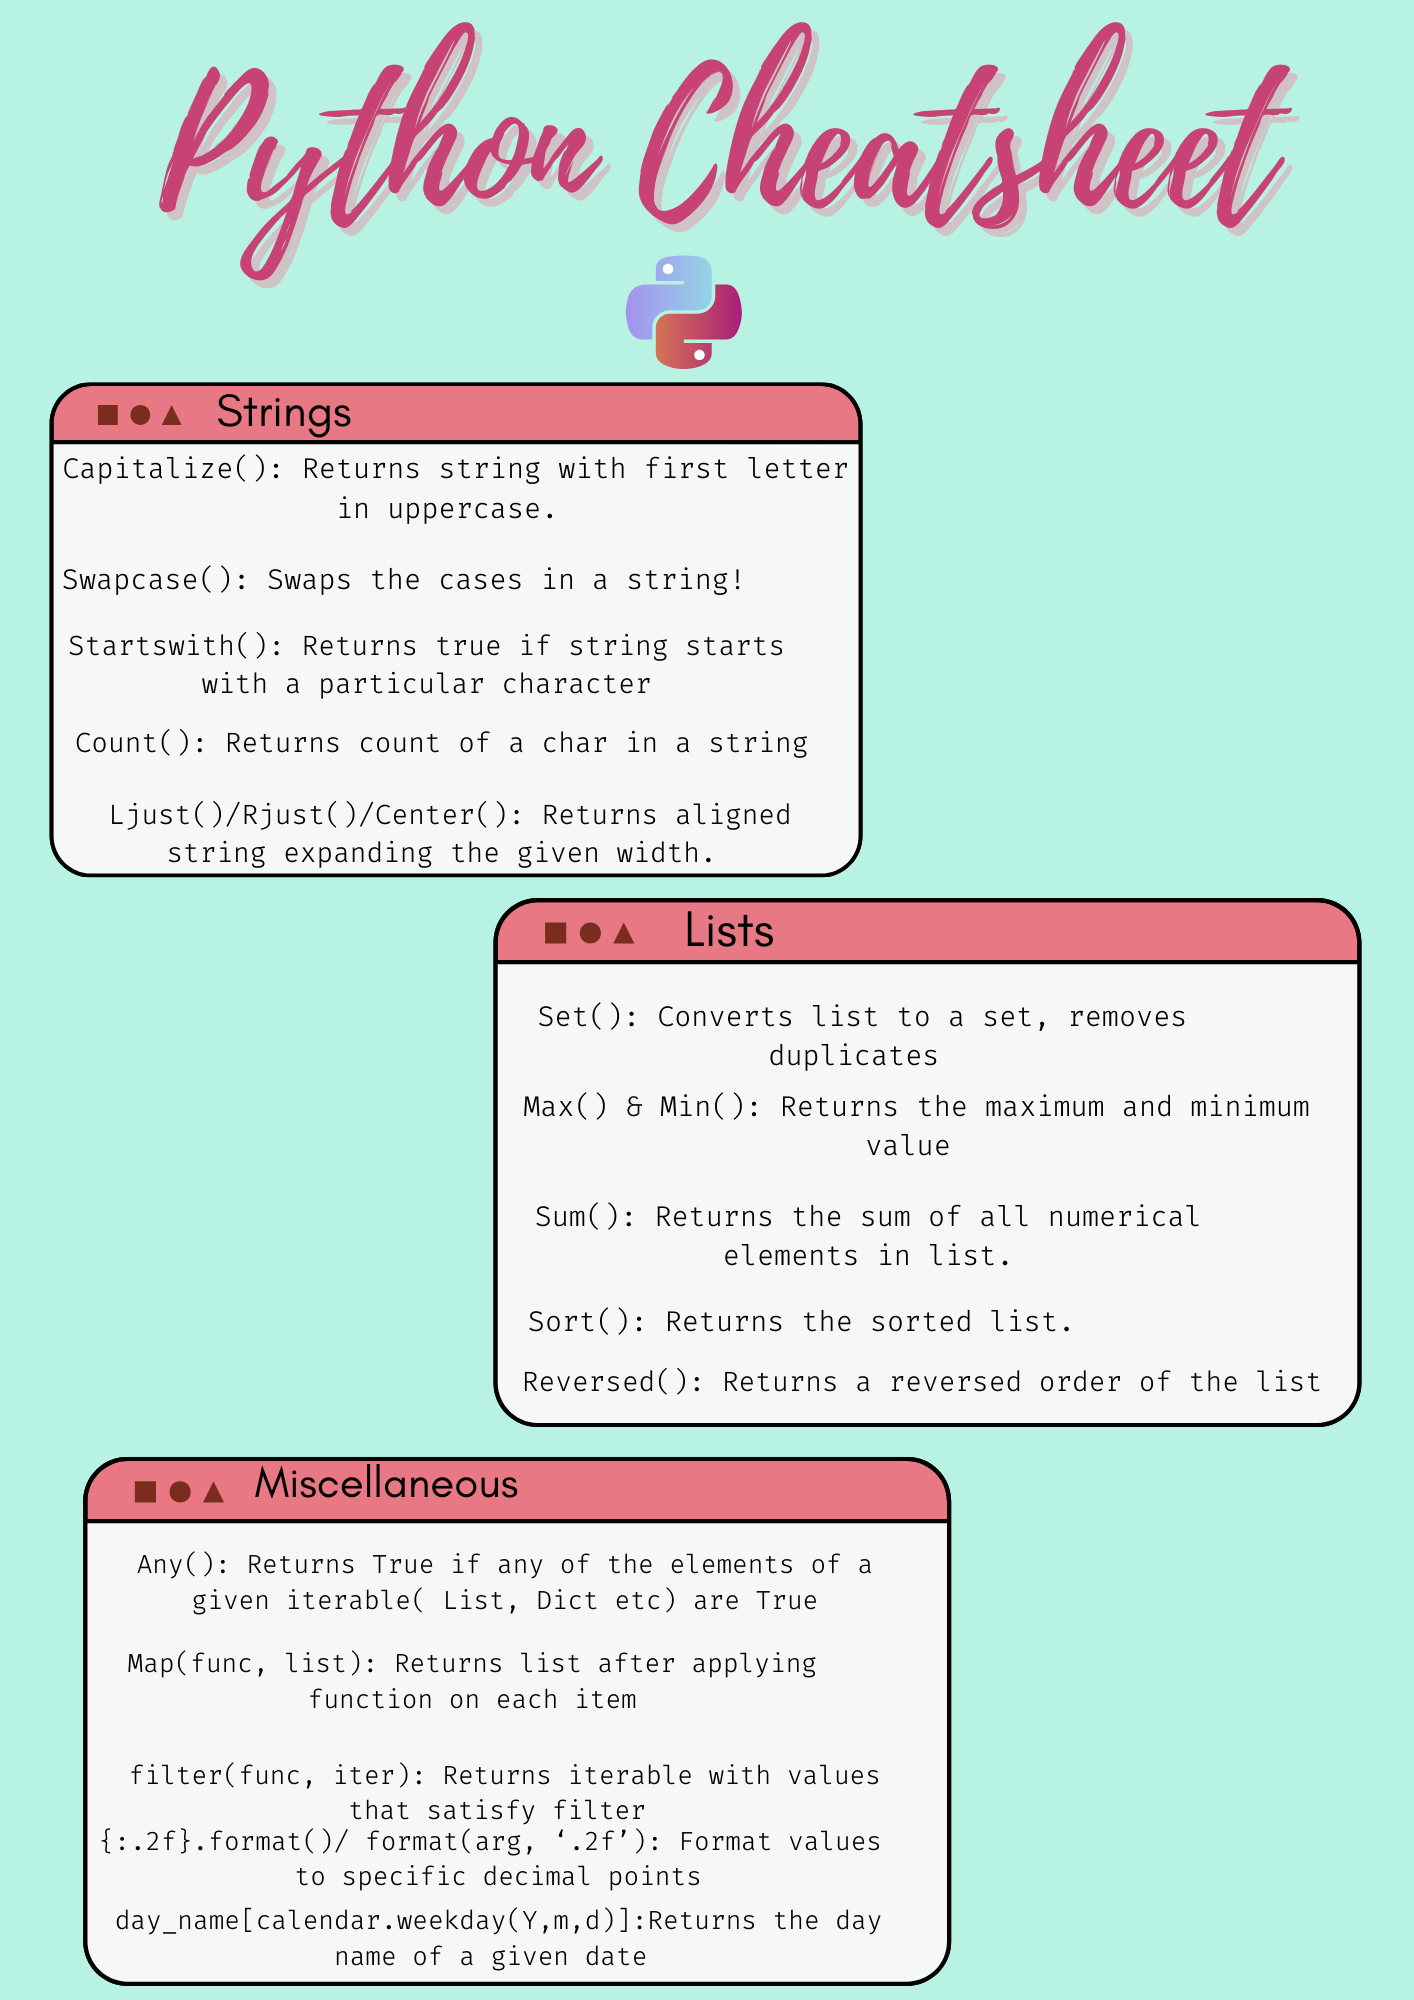 Python Cheatsheet
Strings
Capitalize(): Returns string with first letter
in uppercase.
Swapcase(): Swaps the cases in a string!
Startswith(): Returns true if string starts
with a particular character
Count(): Returns count of a char in a string
Ljust()/Rjust()/Center(): Returns aligned
string expanding the given width.
Lists
Set(): Converts list to a set, removes
duplicates
Max() & Min(): Returns the maximum and minimum
value
Sum(): Returns the sum of all numerical
elements in list.
Sort(): Returns the sorted list.
Reversed(): Returns a reversed order of the list
Miscellaneous
Any(): Returns True if any of the elements of a
given iterable( List, Dict etc) are True
Map(func, list): Returns list after applying
function on each item
filter(func, iter): Returns iterable with values
that satisfy filter
{:.2f}.format()/ format(arg, ‘.2f’): Format values
to specific decimal points
day_name[calendar.weekday(Y,m,d)]:Returns the day
name of a given date